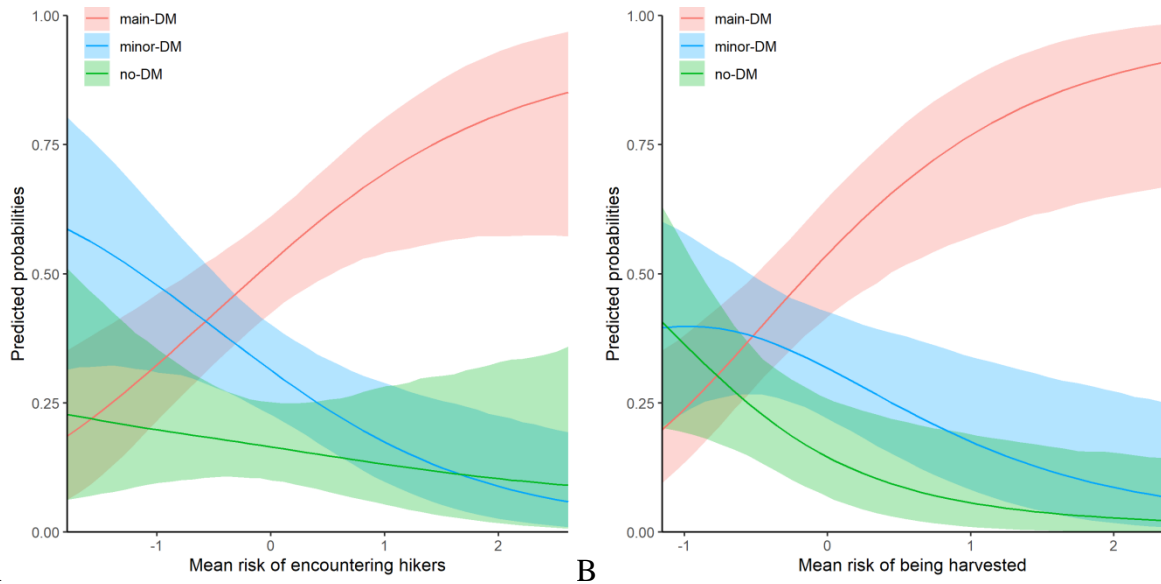 1.00
0.75
0.50
0.25
0.00
Predicted probabilities
main-DM
minor-DM
no-DM
-1
0
1
2
Mean risk of encountering hikers
B
1.00
0.75
0.50
0.25
0.00
Predicted probabilities
main-DM
minor-DM
no-DM
-1
0
1
2
Mean risk of being harvested